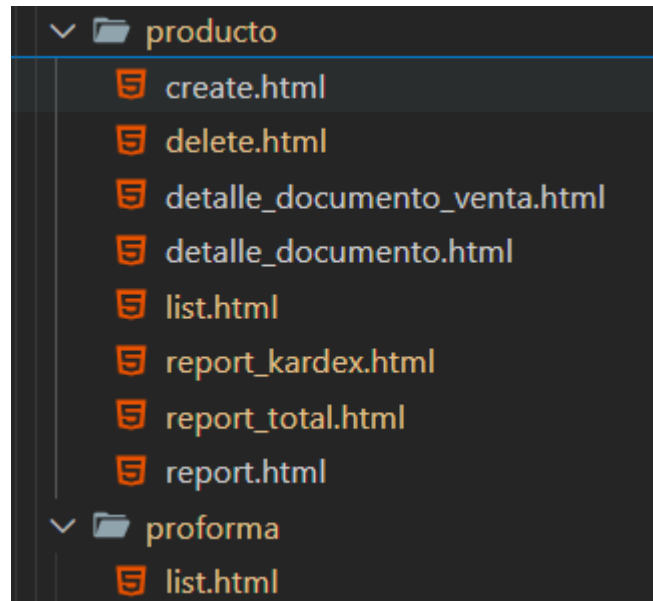 producto
create.html
delete.html
detalle_documento_venta.html
detalle_documento.html
list.html
report_kardex.html
report_total.html
report.html
proforma
list.html